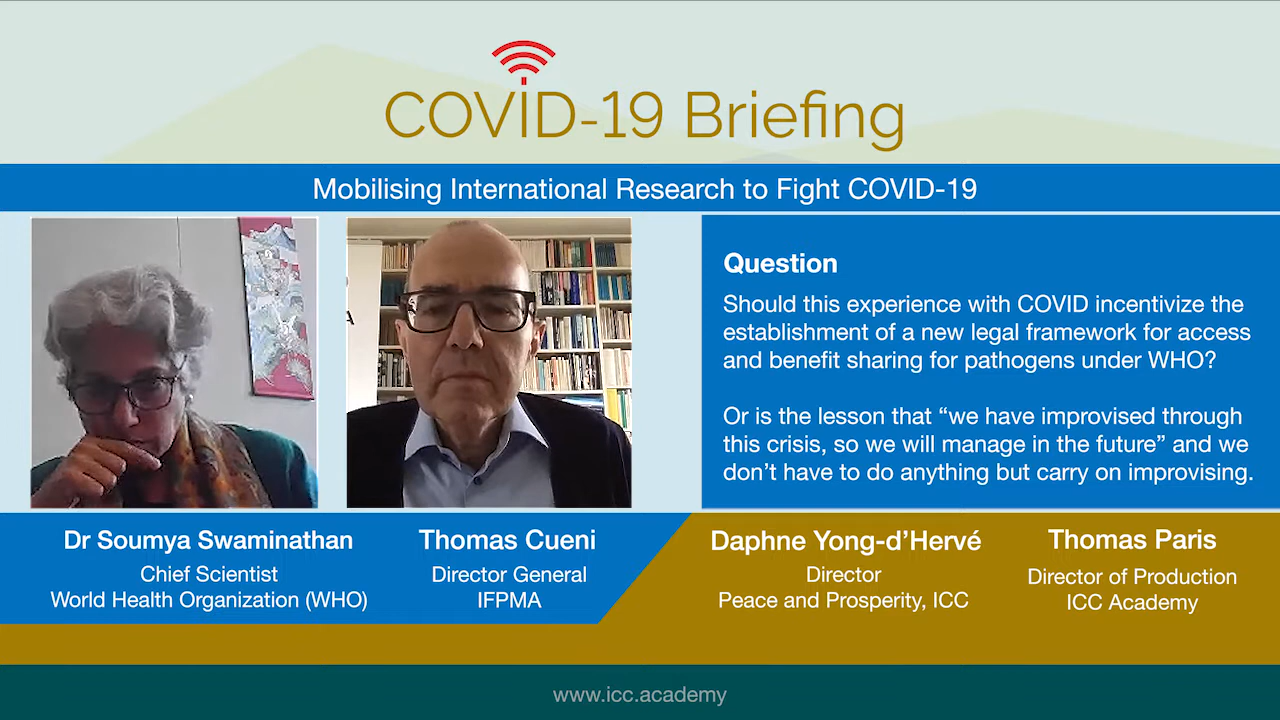 COVID-19 Briefing
Mobilising International Research to Fight COVID-19
A
Question
Should this experience with COVID incentivize the
establishment of a new legal framework for access
and benefit sharing for pathogens under WHO?
Or is the lesson that “we have improvised through
this crisis, so we will manage in the future” and we
don’t have to do anything but carry on improvising.
Dr Soumya Swaminathan
Chief Scientist
World Health Organization (WHO)
Thomas Cueni
Director General
IFPMA
Daphne Yong-d’Hervé
Director
Peace and Prosperity, ICC
Thomas Paris
Director of Production
ICC Academy
www.icc.academy